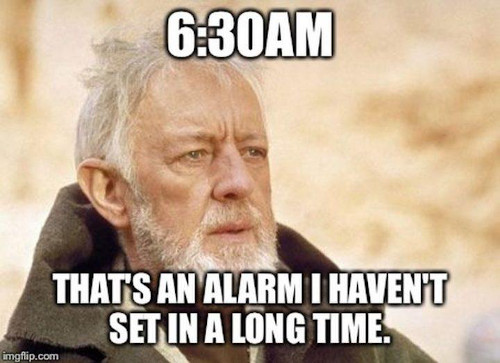 6:30AM
THAT'S AN ALARM I HAVEN'T
SET IN A LONG TIME.
imgflip.com